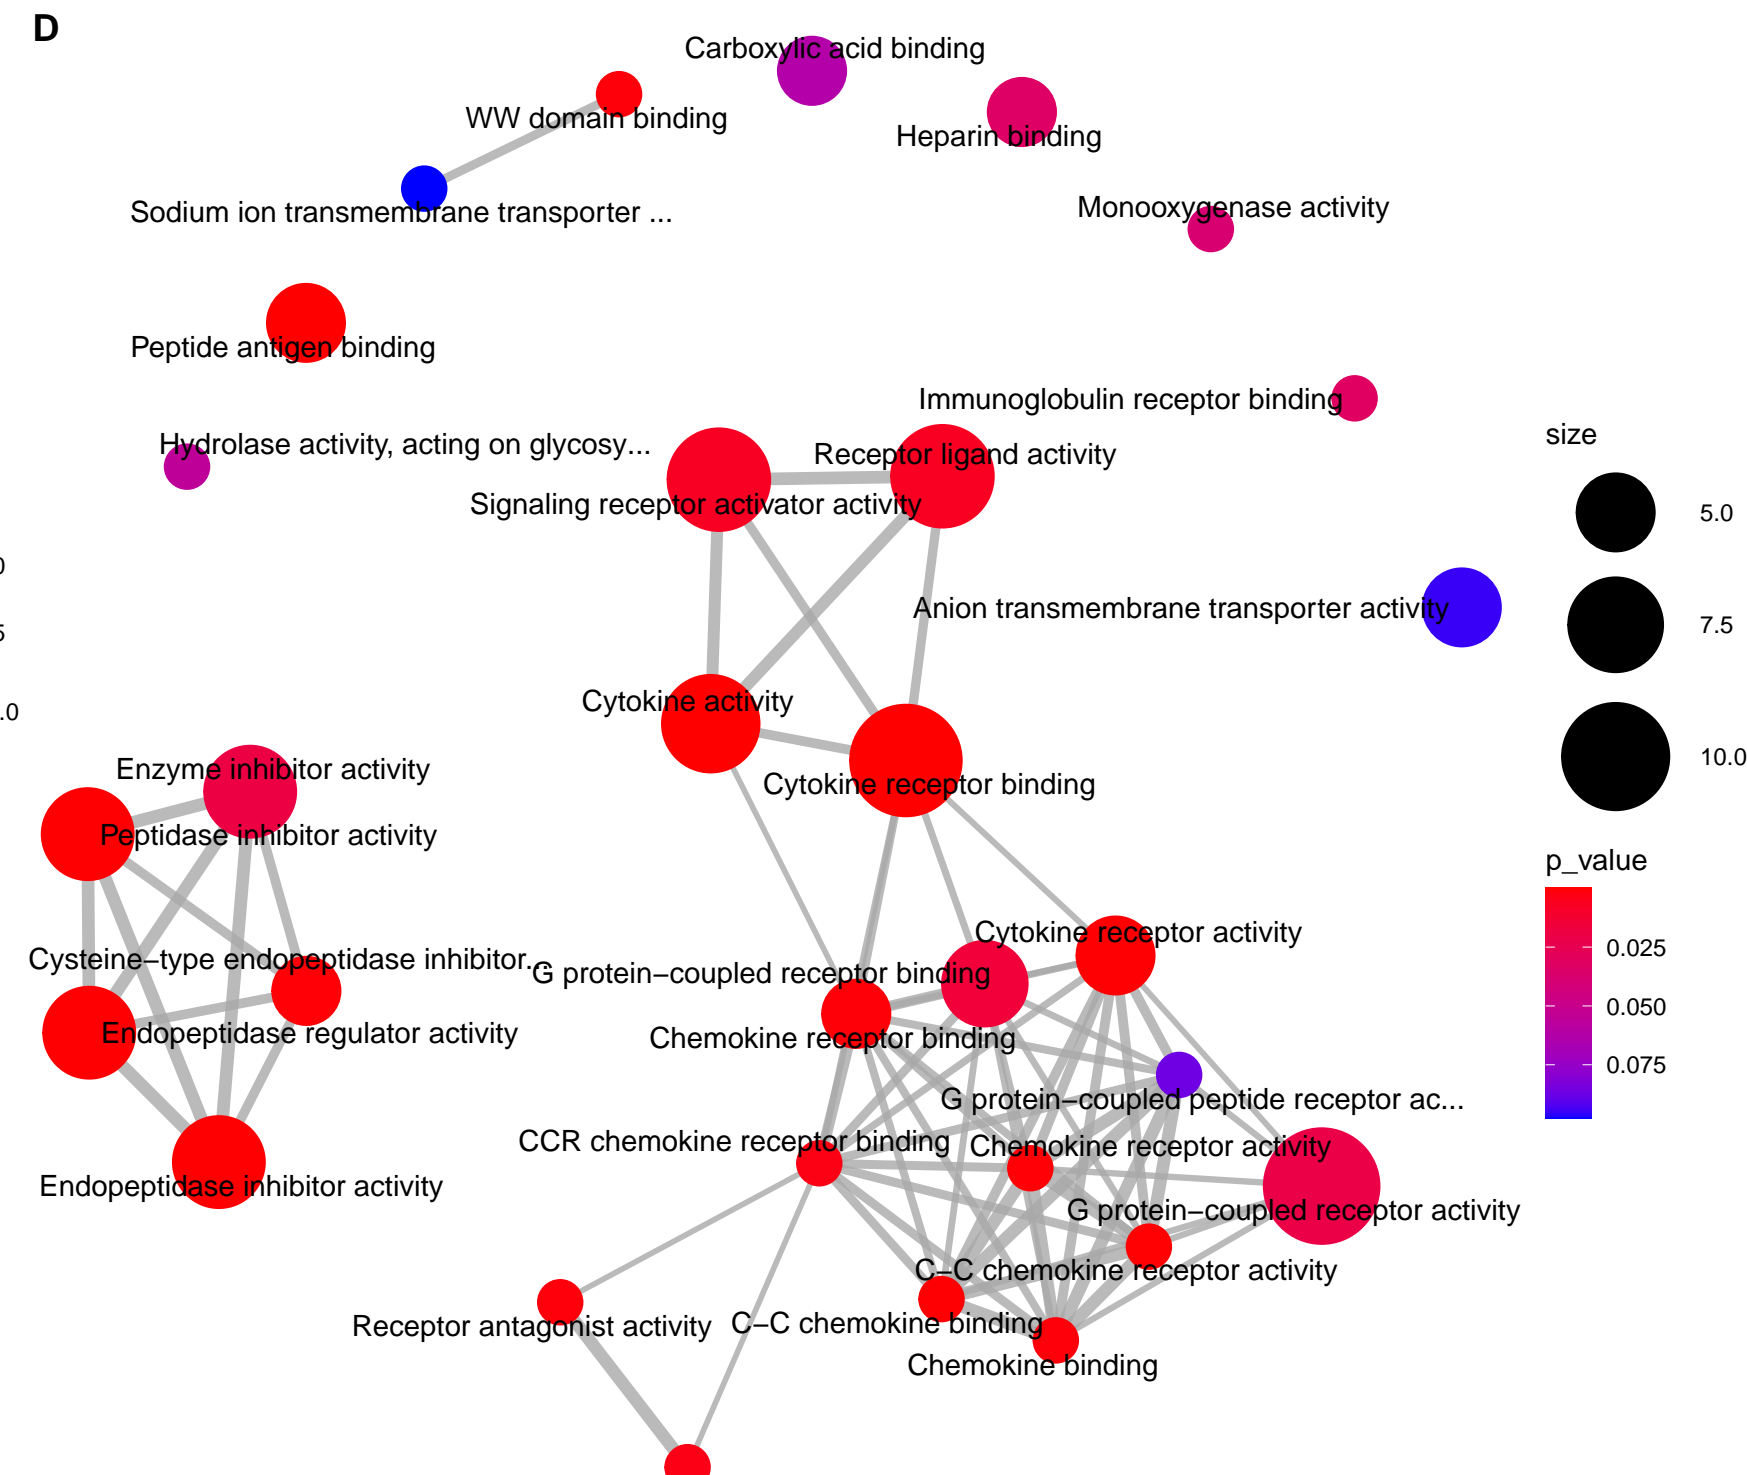 D
Carboxylic acid binding
WW domain binding
Heparin binding
Sodium ion transmembrane transporter ...
Monooxygenase activity
Peptide antigen binding
Immunoglobulin receptor binding
Hydrolase activity, acting on glycosy...
Receptor ligand activity
Signaling receptor activator activity
Anion transmembrane transporter activity
Cytokine activity
Cytokine receptor binding
Enzyme inhibitor activity
Peptidase inhibitor activity
Cytokine receptor activity
Cysteine−type endopeptidase inhibitor...
G protein−coupled receptor binding
Endopeptidase regulator activity
Chemokine receptor binding
G protein−coupled peptide receptor ac...
CCR chemokine receptor binding
Chemokine receptor activity
Endopeptidase inhibitor activity
G protein−coupled receptor activity
C−C chemokine receptor activity
Receptor antagonist activity
C−C chemokine binding
Chemokine binding
size
5.0
7.5
10.0
p_value
0.025
0.050
0.075
.0